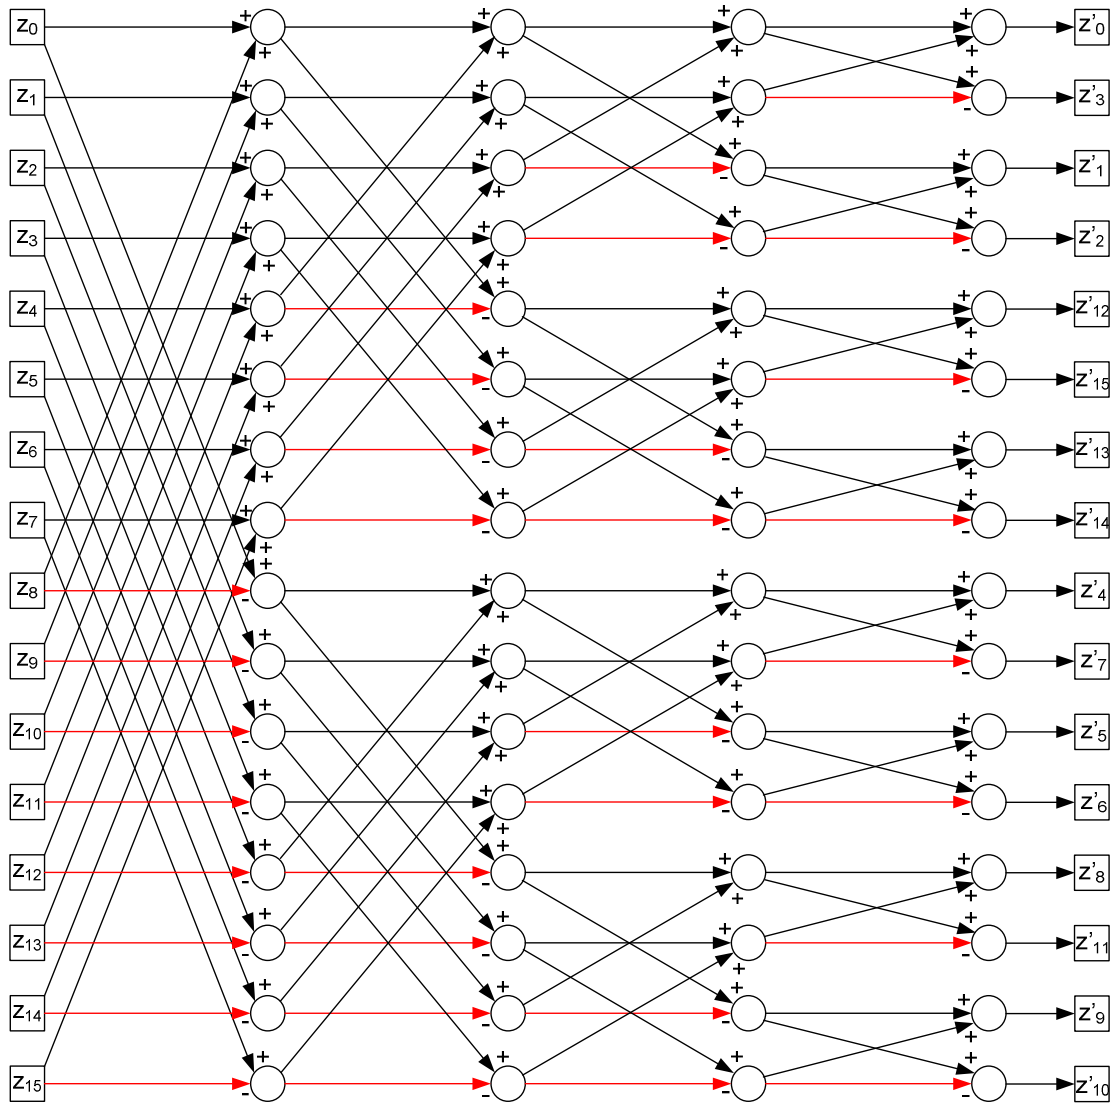 z0 + + + + z'0
+ + + +
z1 + + + - z'3
+ + +
z2 + + + - + z'1
+ + +
z3 + + + - + - z'2
+ + +
z4 + + - + + z'12
+ + +
z5 + + - + + - z'15
+ + +
z6 + + - + - + z'13
+ + +
z7 + + - + - + - z'14
+ +
z8 - + + + z'4
+ + + +
z9 - + + - z'7
+ + +
z10 - + + - + z'5
+ + +
z11 - + + - + - z'6
+ + +
z12 - + - + + z'8
+ + +
z13 - + - + + - z'11
+ + +
z14 - + - + - + z'9
+ + +
z15 - + - + - + - z'10